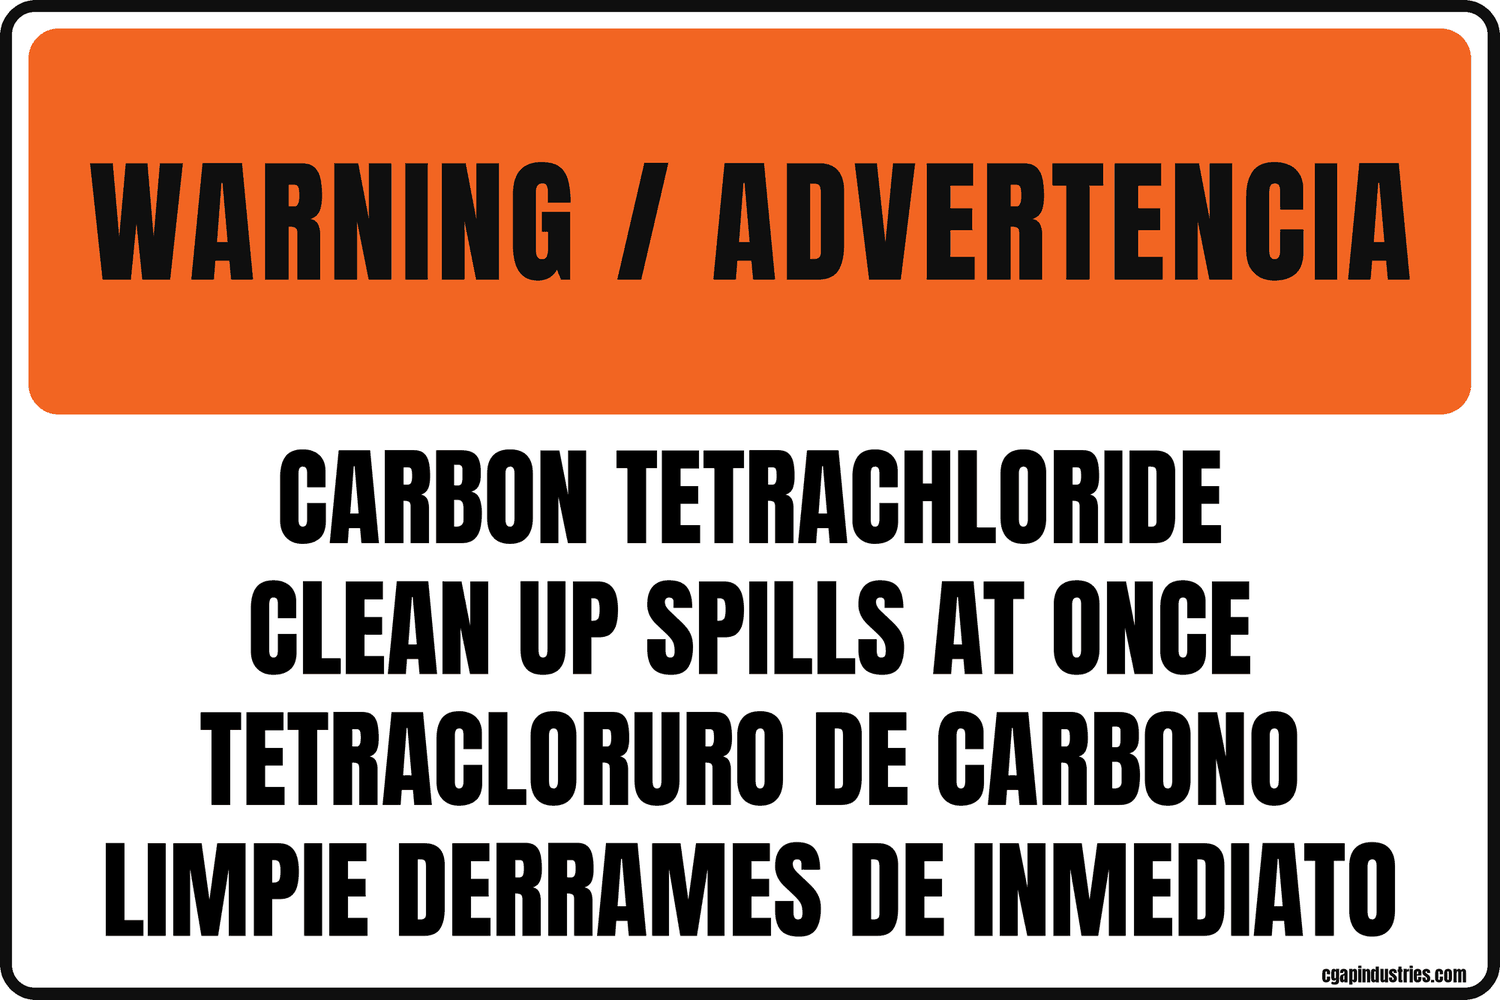 WARNING / ADVERTENCIA
CARBON TETRACHLORIDE
CLEAN UP SPILLS AT ONCE
TETRACLORURO DE CARBONO
LIMPIE DERRAMES DE INMEDIATO
cgapindustries.com